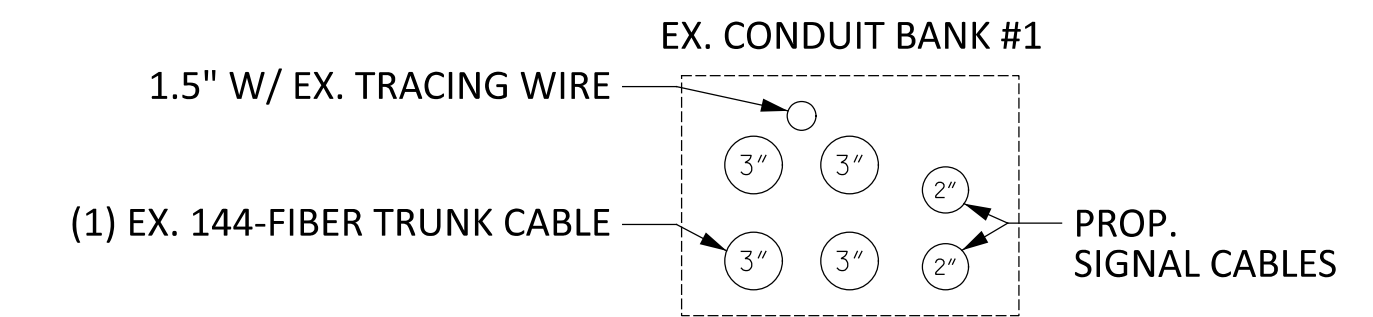 EX. CONDUIT BANK #1
1.5" W/ EX. TRACING WIRE
3" 3"
2"
(1) EX. 144-FIBER TRUNK CABLE
3" 3"
2"
PROP.
SIGNAL CABLES